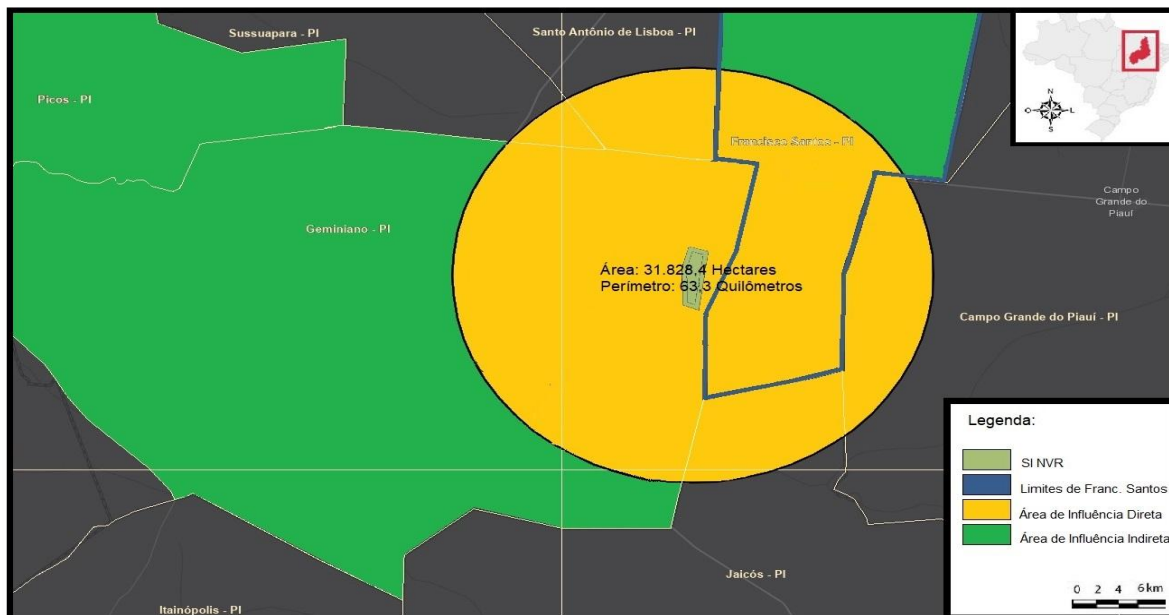 Sussuapara - PI
Santo Antônio de Lisboa - PI
Picos - PI
Francisco Santos - PI
N
O
L
S
Campo
Grande do
Piauí
Geminiano - PI
Área: 31.828,4 Hectares
Perímetro: 63,3 Quilômetros
Campo Grande do Piauí - PI
Legenda:
SI NVR
Limites de Franc. Santos
Área de Influência Direta
Área de Influência Indireta
Jaicós - PI
Itainópolis - PI
0 2 4 6 km